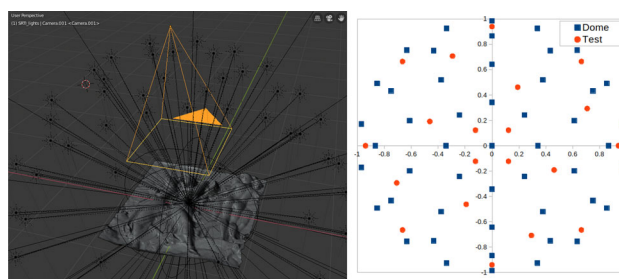 User Perspective
(1) SRTI_lights | Camera.001 <Camera.001>
Dome
Test
1
0.8
0.6
0.4
0.2
-1 -0.8 -0.6 -0.4 -0.2 0 0.2 0.4 0.6 0.8
0
-0.2
-0.4
-0.6
-0.8
-1